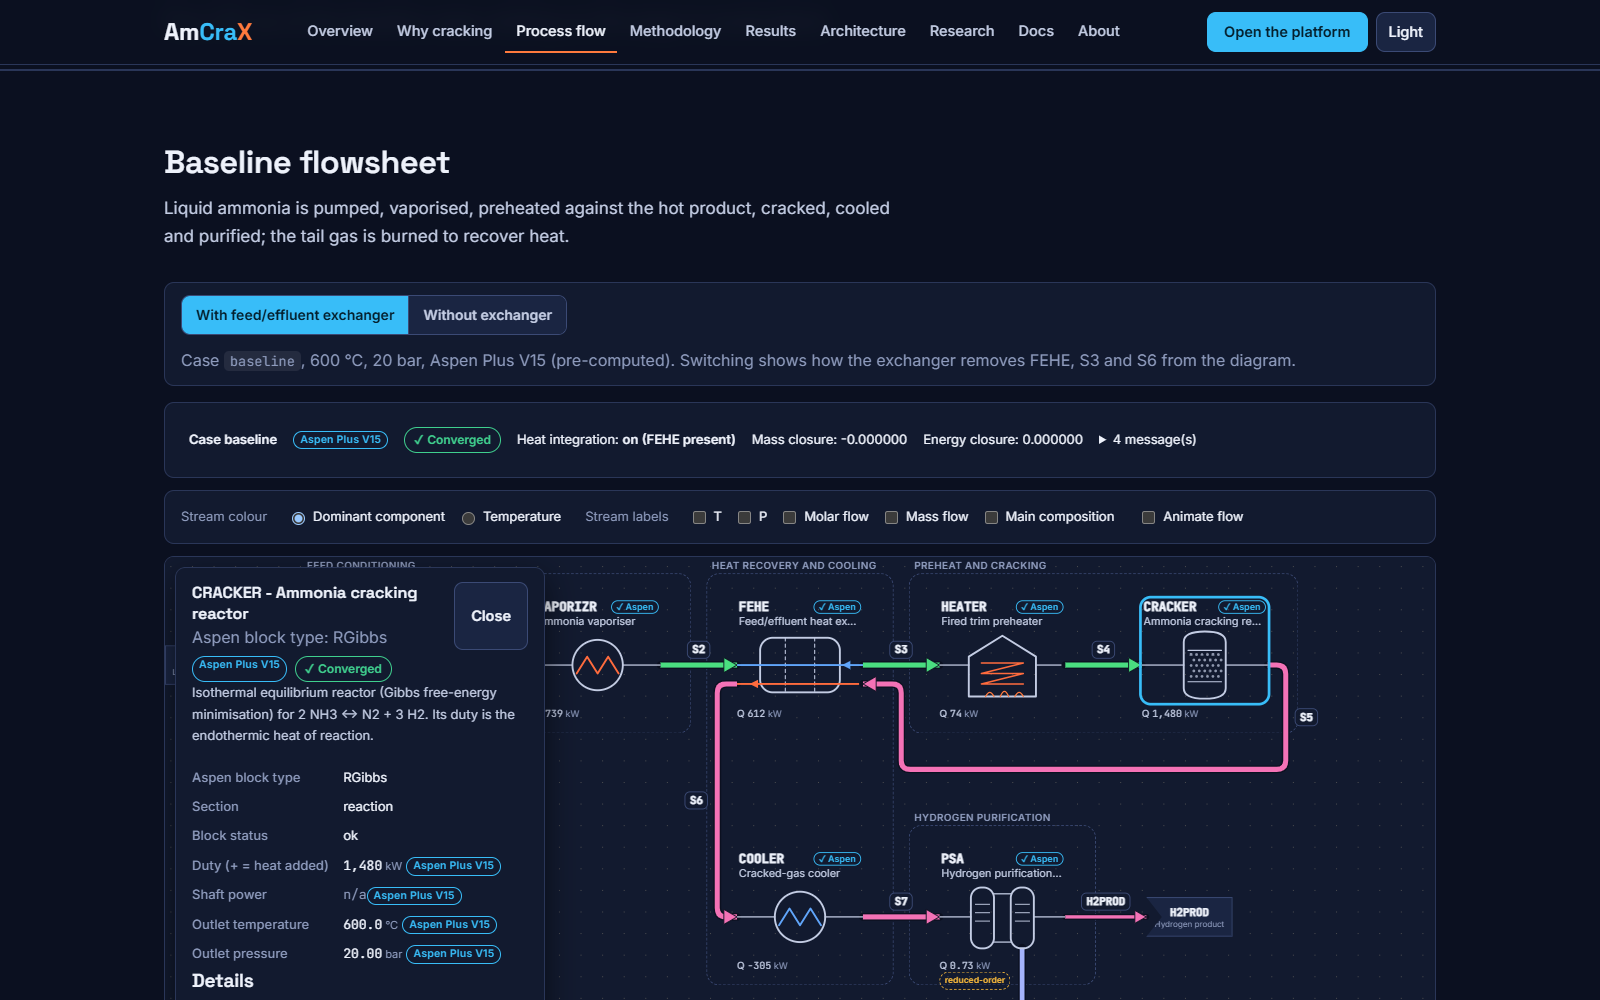 AmCraX
Overview
Why cracking
Process flow
Methodology
Results
Architecture
Research
Docs
About
Open the platform
Light
Baseline flowsheet
Liquid ammonia is pumped, vaporised, preheated against the hot product, cracked, cooled
and purified; the tail gas is burned to recover heat.
With feed/effluent exchanger
Without exchanger
Case baseline, 600 °C, 20 bar, Aspen Plus V15 (pre-computed). Switching shows how the exchanger removes FEHE, S3 and S6 from the diagram.
Case baseline
Aspen Plus V15
✓ Converged
Heat integration: on (FEHE present)
Mass closure: -0.000000
Energy closure: 0.000000
▶ 4 message(s)
Stream colour
Dominant component
Temperature
Stream labels
T
P
Molar flow
Mass flow
Main composition
Animate flow
FEED CONDITIONING
CRACKER - Ammonia cracking
reactor
Close
Aspen block type: RGibbs
Aspen Plus V15
✓ Converged
Isothermal equilibrium reactor (Gibbs free-energy
minimisation) for 2 NH3 <-> N2 + 3 H2. Its duty is the
endothermic heat of reaction.
Aspen block type RGibbs
Section reaction
Block status ok
Duty (+ = heat added) 1,480 kW Aspen Plus V15
Shaft power n/a Aspen Plus V15
Outlet temperature 600.0 °C Aspen Plus V15
Outlet pressure 20.00 bar Aspen Plus V15
Details
APORIZR
✓ Aspen
mmonia vaporiser
739 kW
S2
HEAT RECOVERY AND COOLING
FEHE
✓ Aspen
Feed/effluent heat ex...
Q 612 kW
S3
PREHEAT AND CRACKING
HEATER
✓ Aspen
Fired trim preheater
Q 74 kW
S4
CRACKER
✓ Aspen
Ammonia cracking re...
Q 1,480 kW
S5
S6
COOLER
✓ Aspen
Cracked-gas cooler
Q -305 kW
S7
HYDROGEN PURIFICATION
PSA
✓ Aspen
Hydrogen purification...
Q 0.73 kW
reduced-order
H2PROD
H2PROD
Hydrogen product